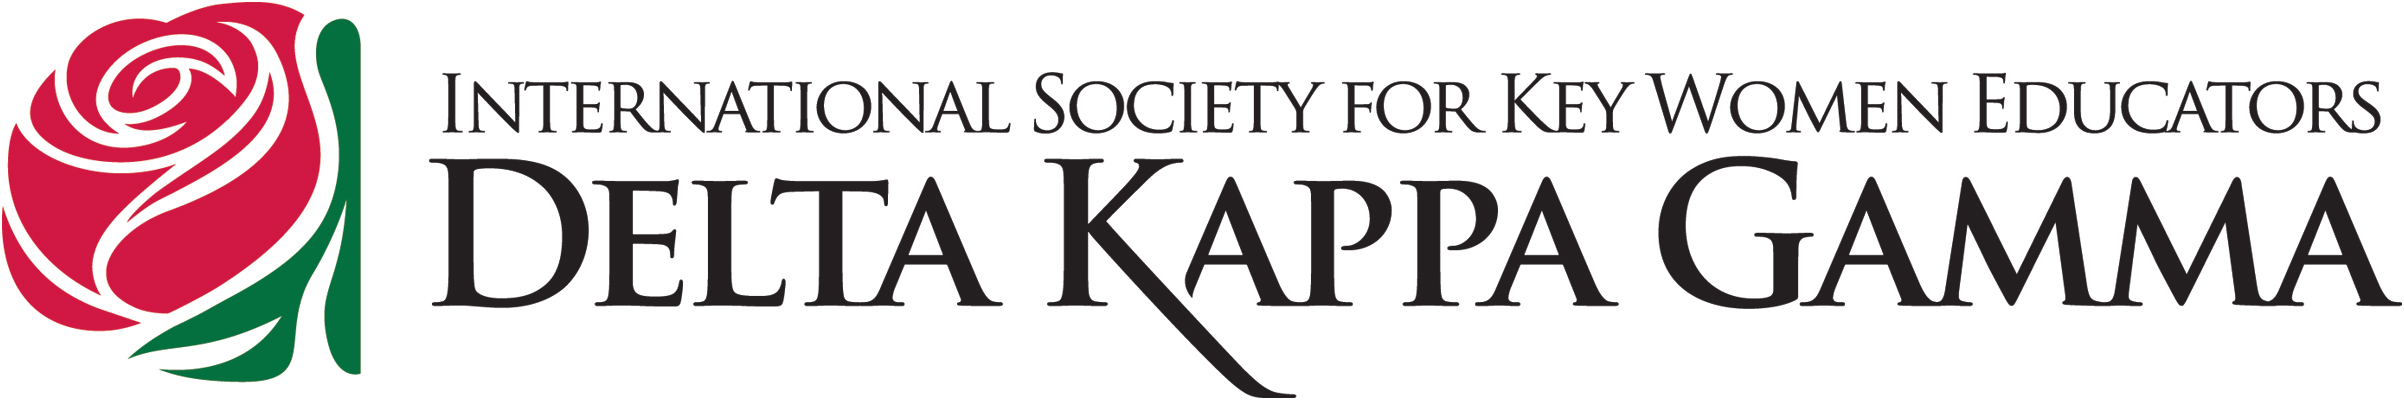 International Society for Key Women Educators
Delta Kappa Gamma